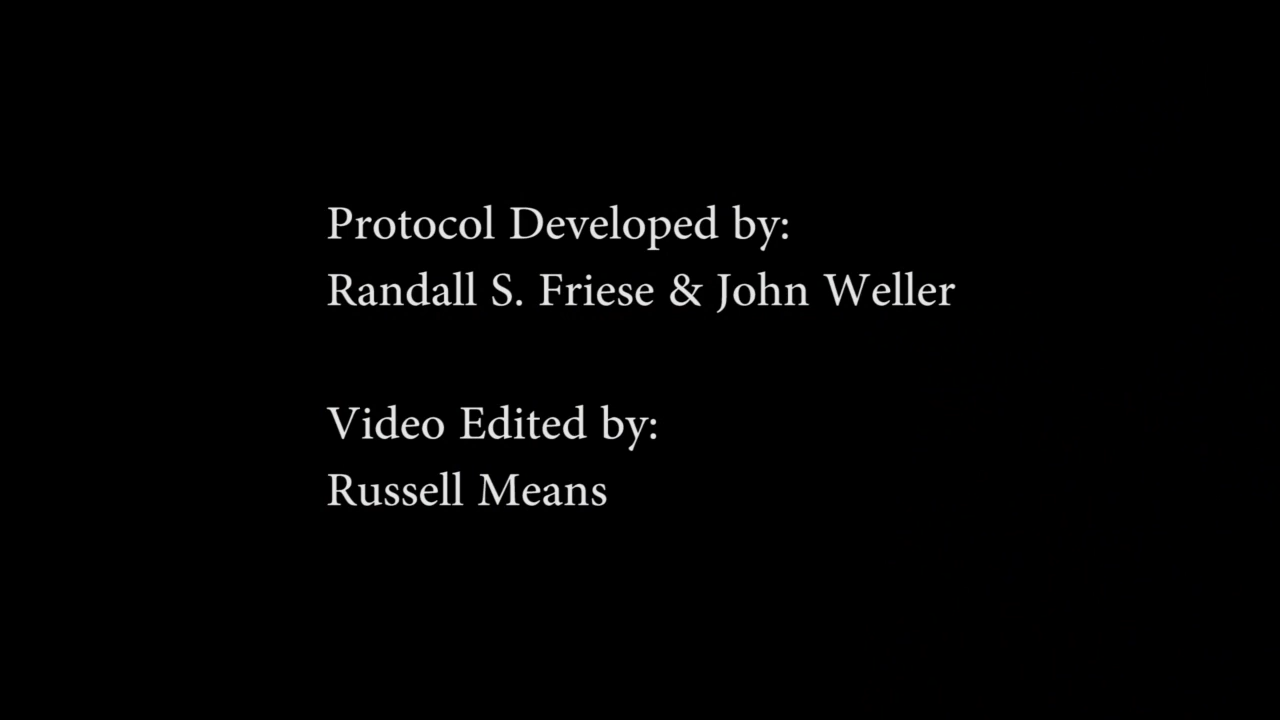 Protocol Developed by:
Randall S. Friese & John Weller
Video Edited by:
Russell Means